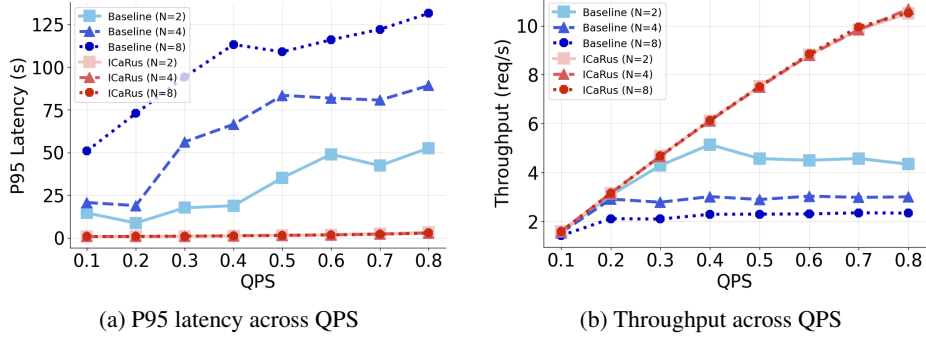 P95 Latency (s)
125
100
75
50
25
0
Baseline (N=2)
Baseline (N=4)
Baseline (N=8)
ICaRus (N=2)
ICaRus (N=4)
ICaRus (N=8)
0.1 0.2 0.3 0.4 0.5 0.6 0.7 0.8
QPS
(a) P95 latency across QPS
Throughput (req/s)
10
8
6
4
2
Baseline (N=2)
Baseline (N=4)
Baseline (N=8)
ICaRus (N=2)
ICaRus (N=4)
ICaRus (N=8)
0.1 0.2 0.3 0.4 0.5 0.6 0.7 0.8
QPS
(b) Throughput across QPS